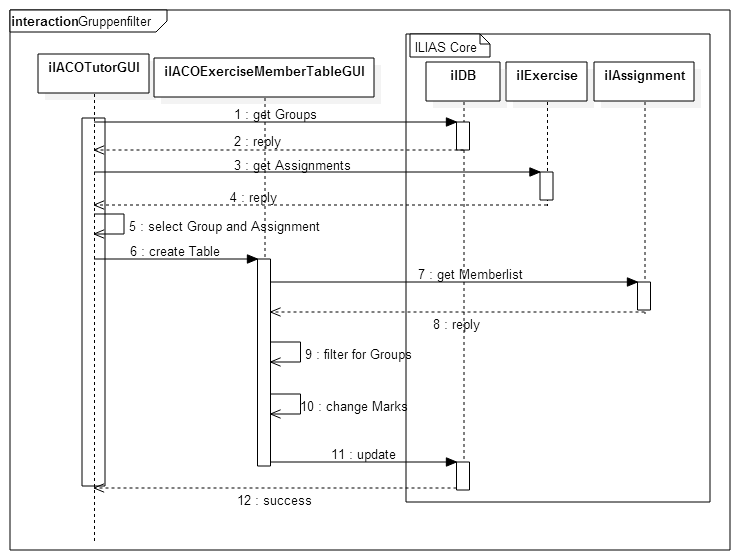 interactionGruppenfilter
ILIAS Core
ilACOTutorGUI
ilACOExerciseMemberTableGUI
ilDB
ilExercise
ilAssignment
1 : get Groups
2 : reply
3 : get Assignments
4 : reply
5 : select Group and Assignment
6 : create Table
7 : get Memberlist
8 : reply
9 : filter for Groups
10 : change Marks
11 : update
12 : success